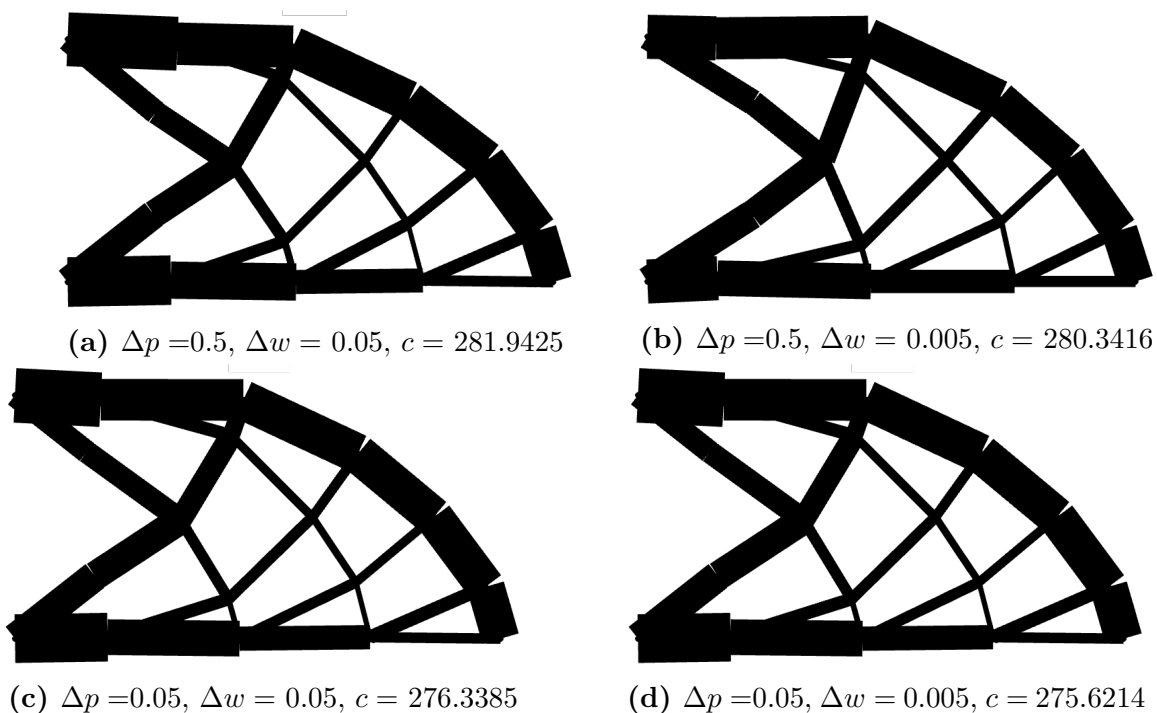 (a) Δp =0.5, Δw = 0.05, c = 281.9425
(b) Δp =0.5, Δw = 0.005, c = 280.3416
(c) Δp =0.05, Δw = 0.05, c = 276.3385
(d) Δp =0.05, Δw = 0.005, c = 275.6214